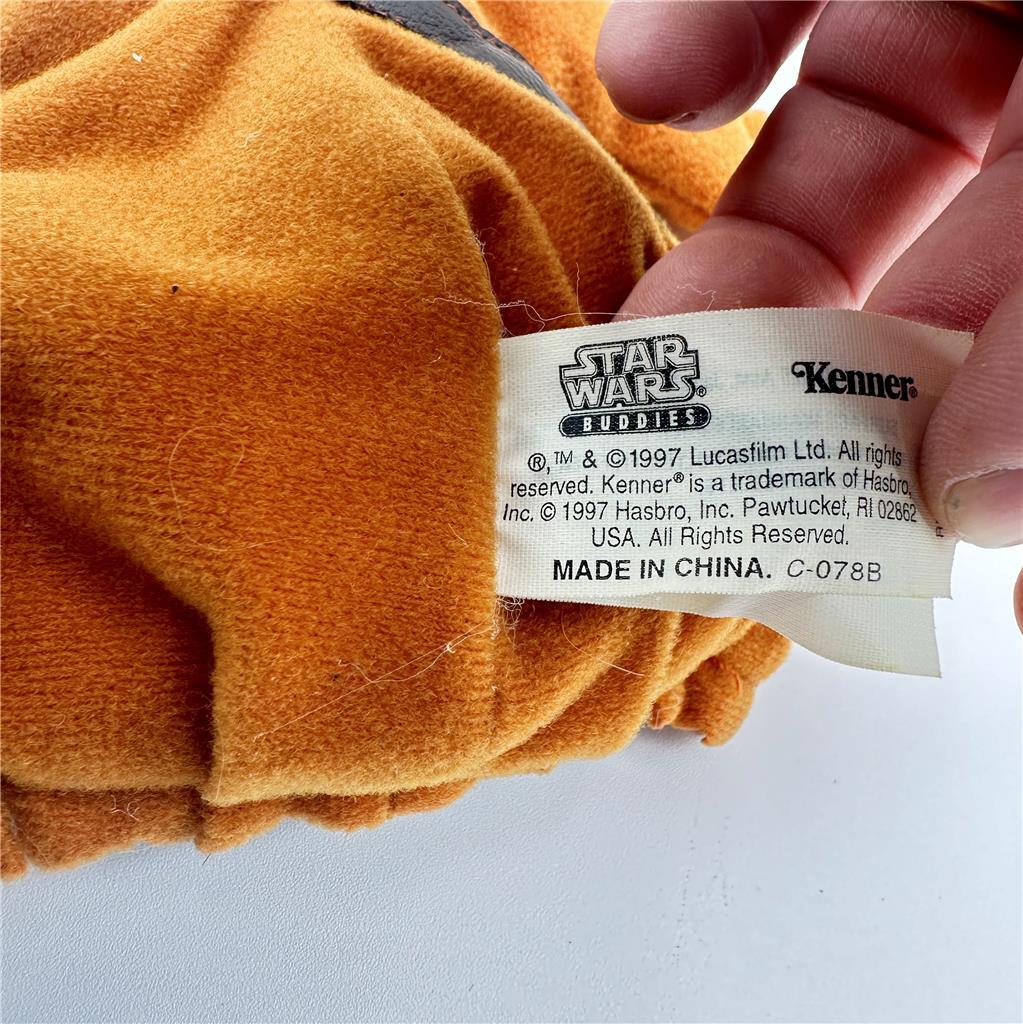 STAR
WARS®
BUDDIES
Kenner®
®,™ & ©1997 Lucasfilm Ltd. All rights
reserved. Kenner® is a trademark of Hasbro,
Inc. © 1997 Hasbro, Inc. Pawtucket, RI 02862
USA. All Rights Reserved.
MADE IN CHINA. C-078B